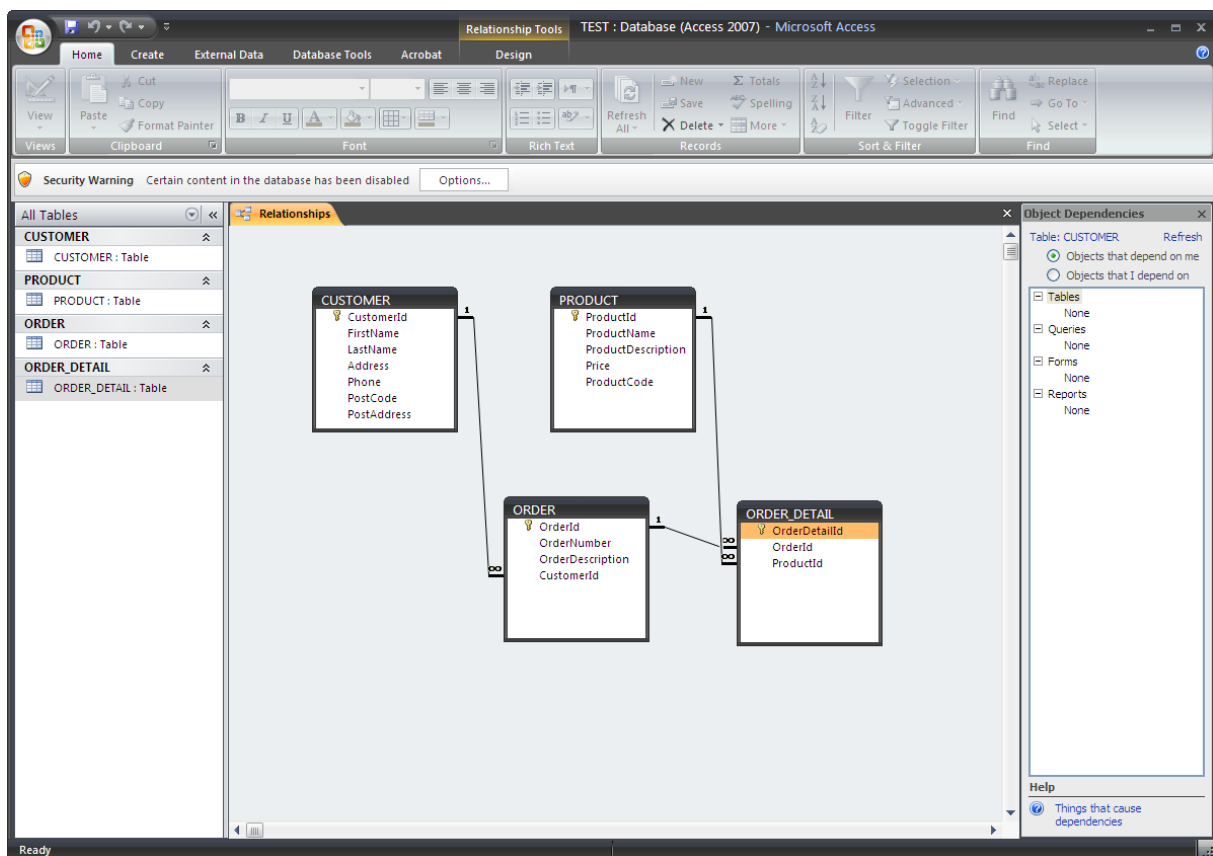 Relationship Tools TEST : Database (Access 2007) - Microsoft Access
Home Create External Data Database Tools Acrobat Design
View
Views
Paste
Cut
Copy
Format Painter
Clipboard
B I U A
Font
Rich Text
Refresh All
New
Save
Delete
Σ Totals
Spelling
More
Records
Filter
Selection
Advanced
Toggle Filter
Sort & Filter
Find
Replace
Go To
Select
Find
Security Warning Certain content in the database has been disabled Options...
All Tables
CUSTOMER
CUSTOMER : Table
PRODUCT
PRODUCT : Table
ORDER
ORDER : Table
ORDER_DETAIL
ORDER_DETAIL : Table
Relationships
CUSTOMER
CustomerId
FirstName
LastName
Address
Phone
PostCode
PostAddress
1
PRODUCT
ProductId
ProductName
ProductDescription
Price
ProductCode
1
ORDER
OrderId
OrderNumber
OrderDescription
CustomerId
∞
1
ORDER_DETAIL
OrderDetailId
OrderId
ProductId
∞
∞
Object Dependencies
Table: CUSTOMER Refresh
Objects that depend on me
Objects that I depend on
Tables
None
Queries
None
Forms
None
Reports
None
Help
Things that cause
dependencies
Ready